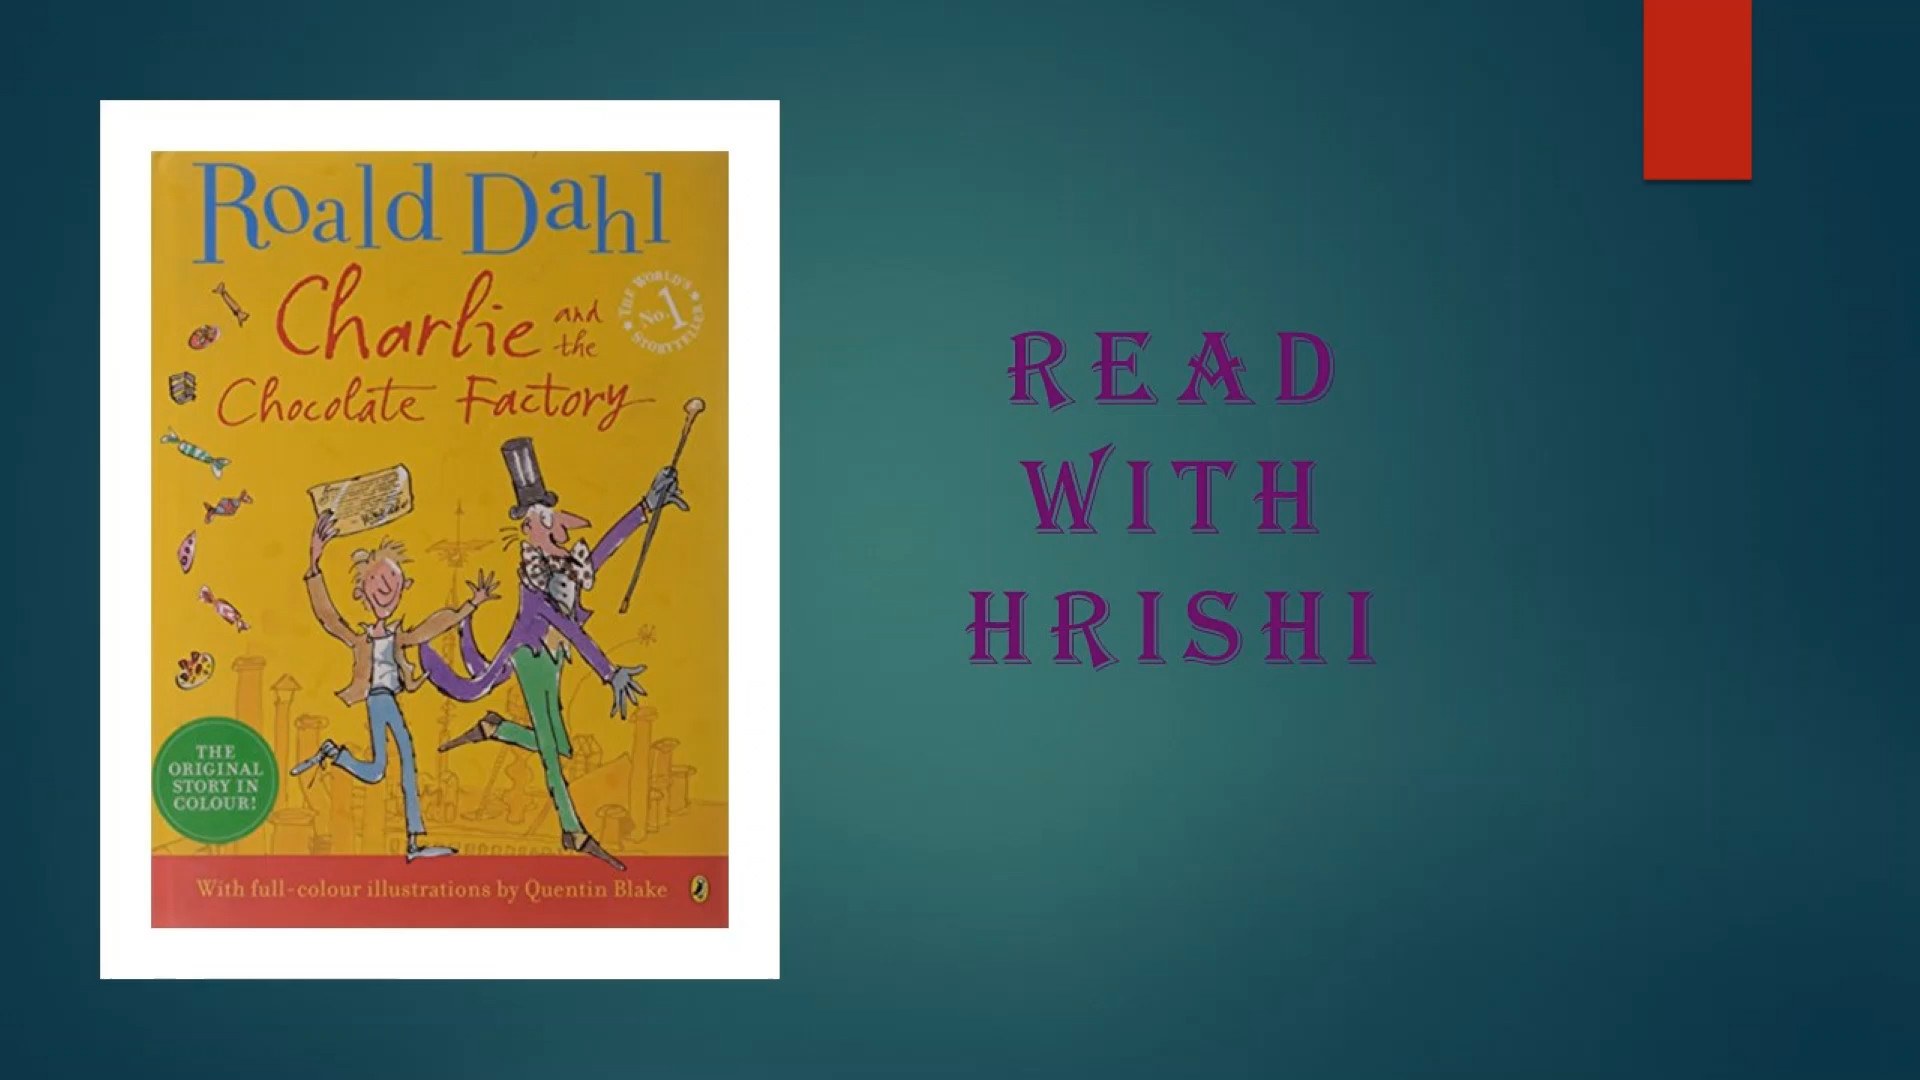 Roald Dahl
Charlie and the
Chocolate Factory
THE WORLD'S No.1 STORYTELLER
THE
ORIGINAL
STORY IN
COLOUR!
With full-colour illustrations by Quentin Blake
READ
WITH
HRISHI